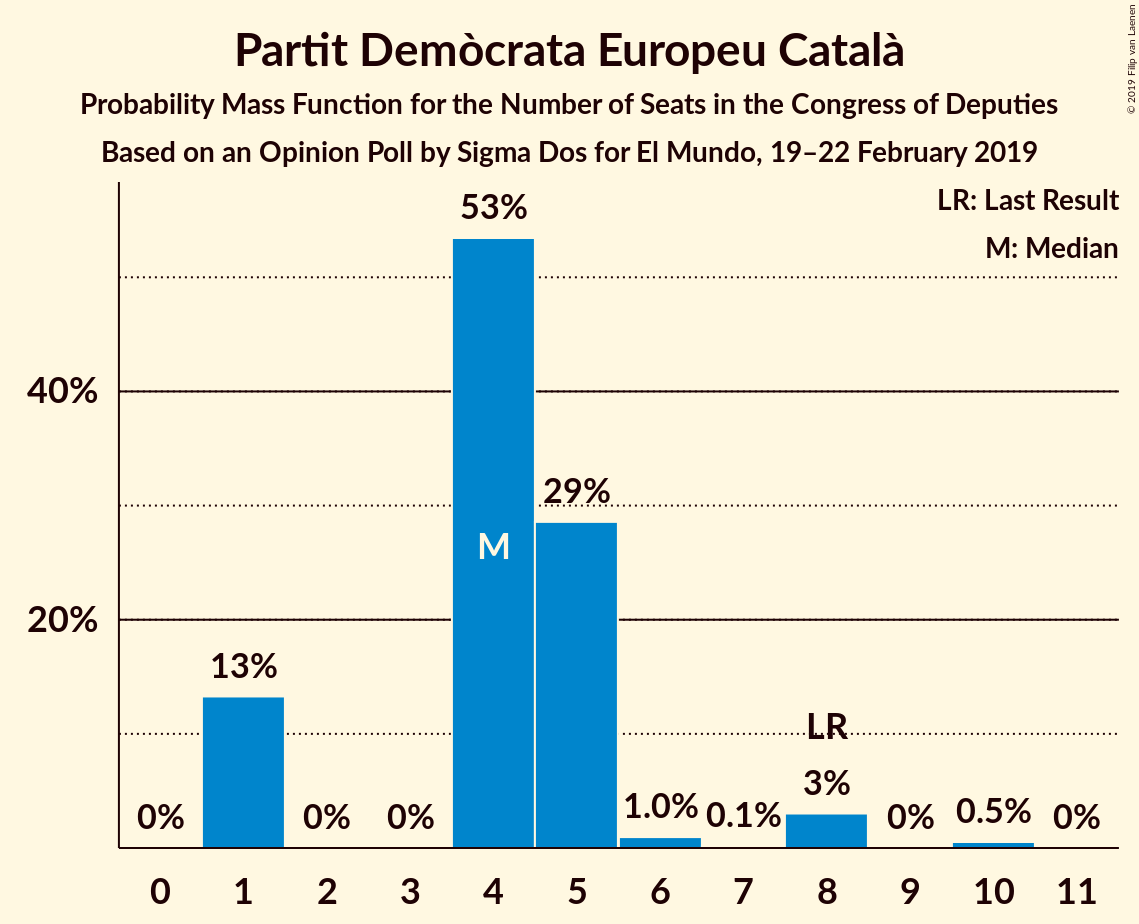 Partit Demòcrata Europeu Català
Probability Mass Function for the Number of Seats in the Congress of Deputies
Based on an Opinion Poll by Sigma Dos for El Mundo, 19–22 February 2019
© 2019 Filip van Laenen
LR: Last Result
M: Median
53%
40%
29%
M
20%
13%
LR
3%
0%
0%
0%
1.0%
0.1%
0%
0.5%
0%
0 1 2 3 4 5 6 7 8 9 10 11